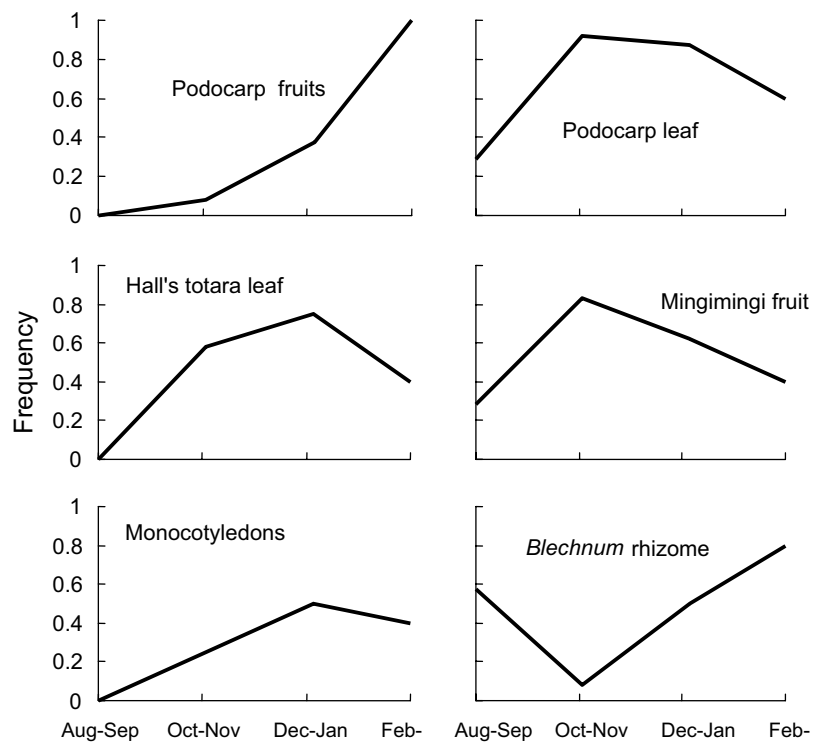 1
0.8
0.6
0.4
0.2
0
Podocarp fruits
Podocarp leaf
1
0.8
0.6
0.4
0.2
0
Hall's totara leaf
Mingimingi fruit
Frequency
1
0.8
0.6
0.4
0.2
0
Monocotyledons
Blechnum rhizome
Aug-Sep Oct-Nov Dec-Jan Feb-
Aug-Sep Oct-Nov Dec-Jan Feb-